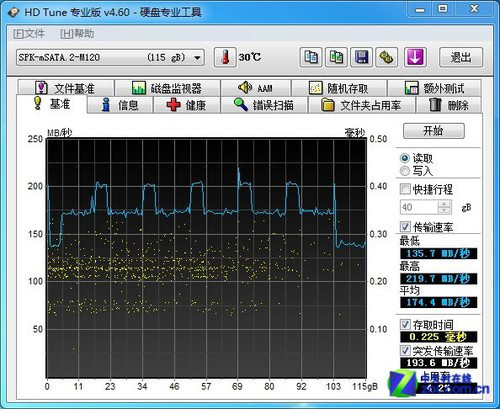 HD Tune 专业版 v4.60 - 硬盘专业工具
文件 帮助
SPK-mSATA.2-M120 (115 gB)
30℃
退出
文件基准 磁盘监视器 AAM 随机存取 额外测试
基准 信息 健康 错误扫描 文件夹占用率 删除
MB/秒 毫秒
250 200 150 100 50
0.50 0.40 0.30 0.20 0.10
0 11 23 34 46 57 69 80 92 103 115gB
开始
读取
写入
快捷行程
40 gB
传输速率
最低
135.7 MB/秒
最高
219.7 MB/秒
平均
174.4 MB/秒
存取时间
0.225 毫秒
突发传输速率
193.6 MB/秒
占用率